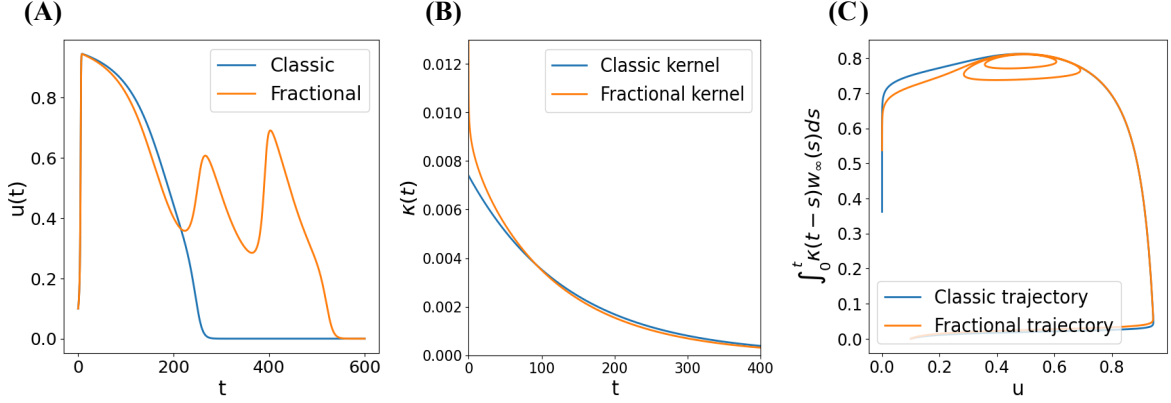 (A)
u(t)
0.8
0.6
0.4
0.2
0.0
0
200
400
600
t
Classic
Fractional
(B)
κ(t)
0.012
0.010
0.008
0.006
0.004
0.002
0.000
0
100
200
300
400
t
Classic kernel
Fractional kernel
(C)
∫₀ᵗ κ(t − s)w∞(s)ds
0.8
0.7
0.6
0.5
0.4
0.3
0.2
0.1
0.0
0.0
0.2
0.4
0.6
0.8
u
Classic trajectory
Fractional trajectory